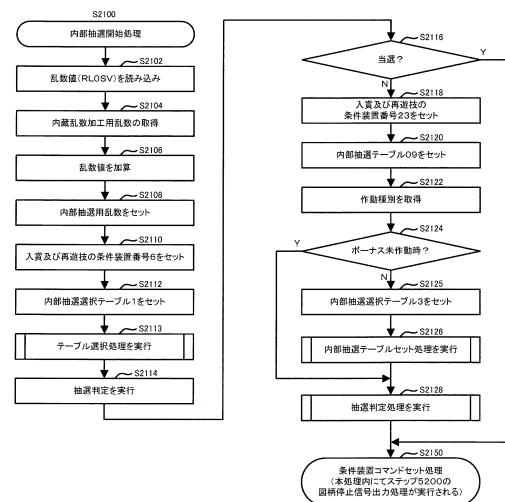 S2100
内部抽選開始処理
S2102
乱数値(RL0SV)を読み込み
S2104
内蔵乱数加工用乱数の取得
S2106
乱数値を加算
S2108
内部抽選用乱数をセット
S2110
入賞及び再遊技の条件装置番号6をセット
S2112
内部抽選選択テーブル1をセット
S2113
テーブル選択処理を実行
S2114
抽選判定を実行
S2116
当選?
Y
N
S2118
入賞及び再遊技の
条件装置番号23をセット
S2120
内部抽選テーブル09をセット
S2122
作動種別を取得
S2124
ボーナス未作動時?
Y
N
S2125
内部抽選選択テーブル3をセット
S2126
内部抽選テーブルセット処理を実行
S2128
抽選判定処理を実行
S2150
条件装置コマンドセット処理
(本処理内にてステップ5200の
図柄停止信号出力処理が実行される)